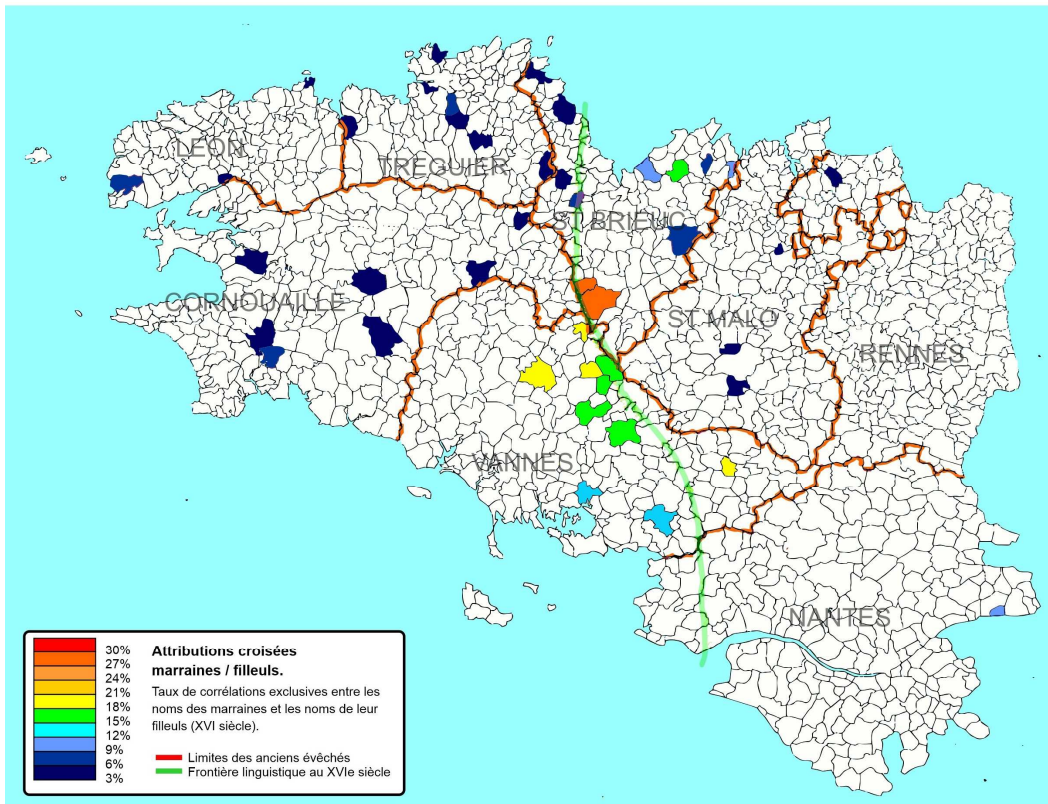 LÉON
TRÉGUIER
ST BRIEUC
CORNOUAILLE
ST MALO
RENNES
VANNES
NANTES
30%
27%
24%
21%
18%
15%
12%
9%
6%
3%
Attributions croisées
marraines / filleuls.
Taux de corrélations exclusives entre les
noms des marraines et les noms de leur
filleuls (XVI siècle).
Limites des anciens évêchés
Frontière linguistique au XVIe siècle